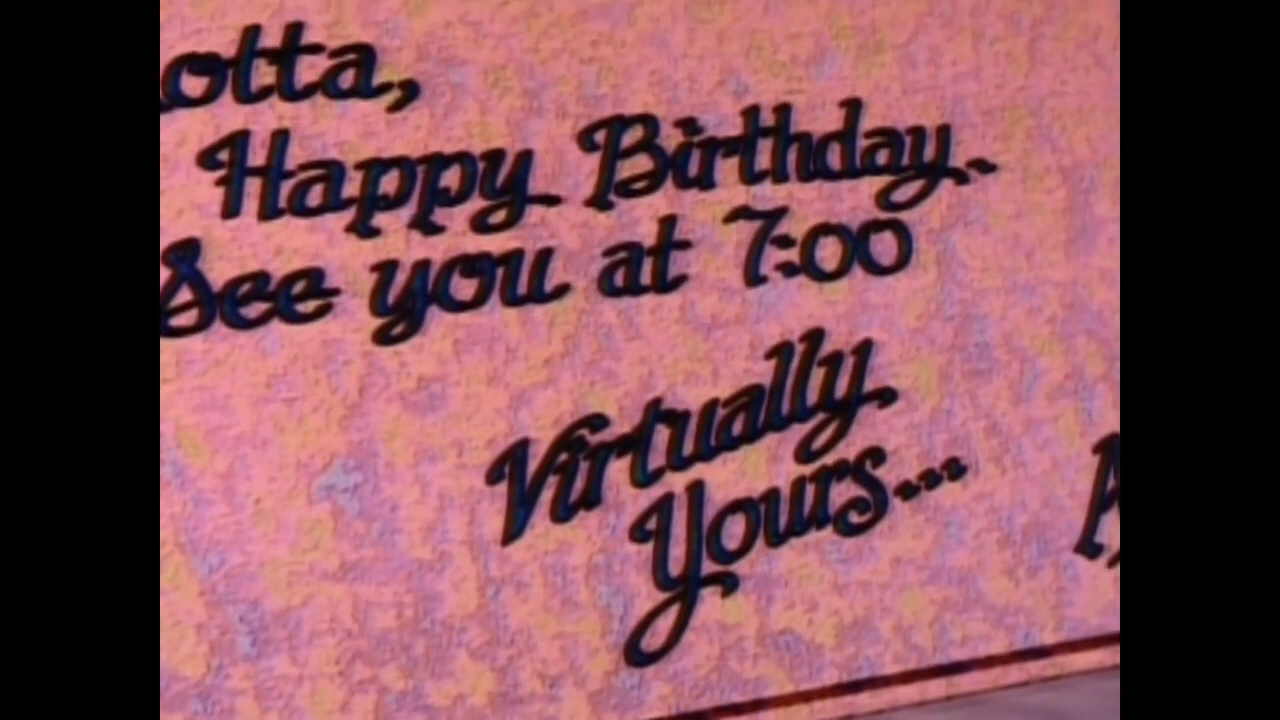 otta,
Happy Birthday.
See you at 7:00
Virtually
Yours...
A